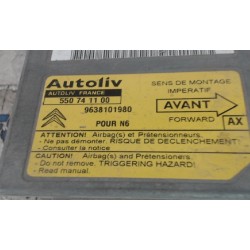 Autoliv
AUTOLIV FRANCE
550 74 11 00
9638101980
POUR N6
SENS DE MONTAGE
IMPERATIF
AVANT
FORWARD AX
ATTENTION! Airbag(s) et Prétensionneurs.
- Ne pas démonter. RISQUE DE DECLENCHEMENT!
- Consulter la notice
CAUTION! Airbag(s) and Pretensioners.
- Do not remove. TRIGGERING HAZARD!
- Read manual.